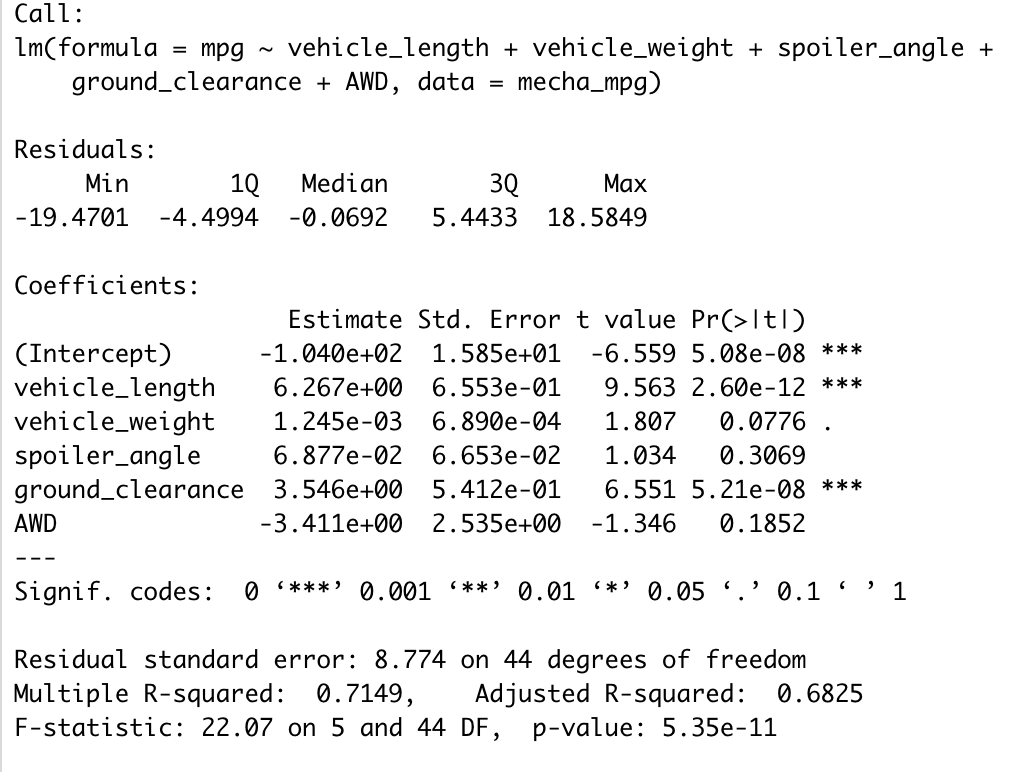 Call:
lm(formula = mpg ~ vehicle_length + vehicle_weight + spoiler_angle +
    ground_clearance + AWD, data = mecha_mpg)

Residuals:
     Min       1Q   Median       3Q      Max
-19.4701  -4.4994  -0.0692   5.4433  18.5849

Coefficients:
                   Estimate Std. Error t value Pr(>|t|)
(Intercept)      -1.040e+02  1.585e+01  -6.559 5.08e-08 ***
vehicle_length    6.267e+00  6.553e-01   9.563 2.60e-12 ***
vehicle_weight    1.245e-03  6.890e-04   1.807   0.0776 .
spoiler_angle     6.877e-02  6.653e-02   1.034   0.3069
ground_clearance  3.546e+00  5.412e-01   6.551 5.21e-08 ***
AWD              -3.411e+00  2.535e+00  -1.346   0.1852
---
Signif. codes:  0 ‘***’ 0.001 ‘**’ 0.01 ‘*’ 0.05 ‘.’ 0.1 ‘ ’ 1

Residual standard error: 8.774 on 44 degrees of freedom
Multiple R-squared:  0.7149,    Adjusted R-squared:  0.6825
F-statistic: 22.07 on 5 and 44 DF,  p-value: 5.35e-11